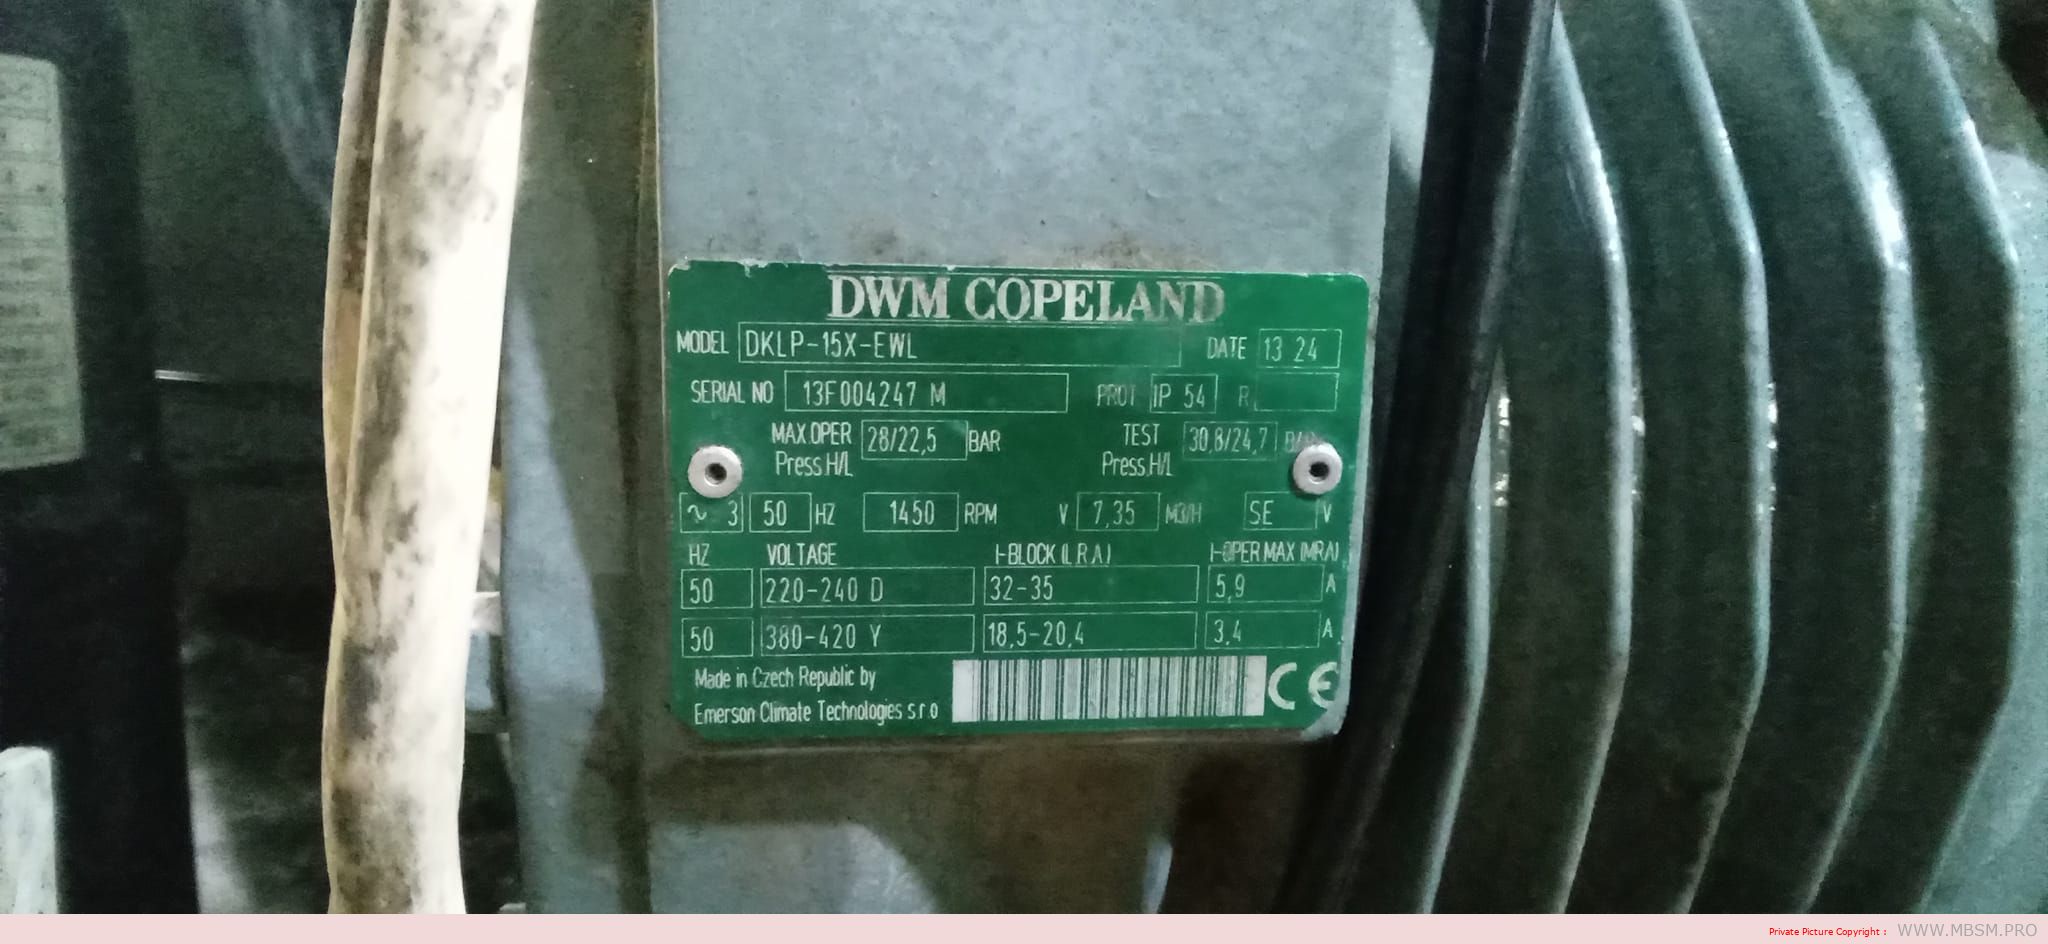 DWM COPELAND
MODEL DKLP-15X-EWL DATE 13 24
SERIAL NO 13F004247 M PROT IP 54 R
MAX.OPER 28/22,5 BAR TEST 30,8/24,7 BAR
Press H/L Press H/L
~ 3 50 HZ 1450 RPM V 7,35 M3/H SE V
HZ VOLTAGE I-BLOCK (L.R.A) I-OPER MAX (MRA)
50 220-240 D 32-35 5,9 A
50 380-420 Y 18,5-20,4 3,4 A
Made in Czech Republic by
Emerson Climate Technologies s.r.o
CE
Private Picture Copyright : WWW.MBSM.PRO